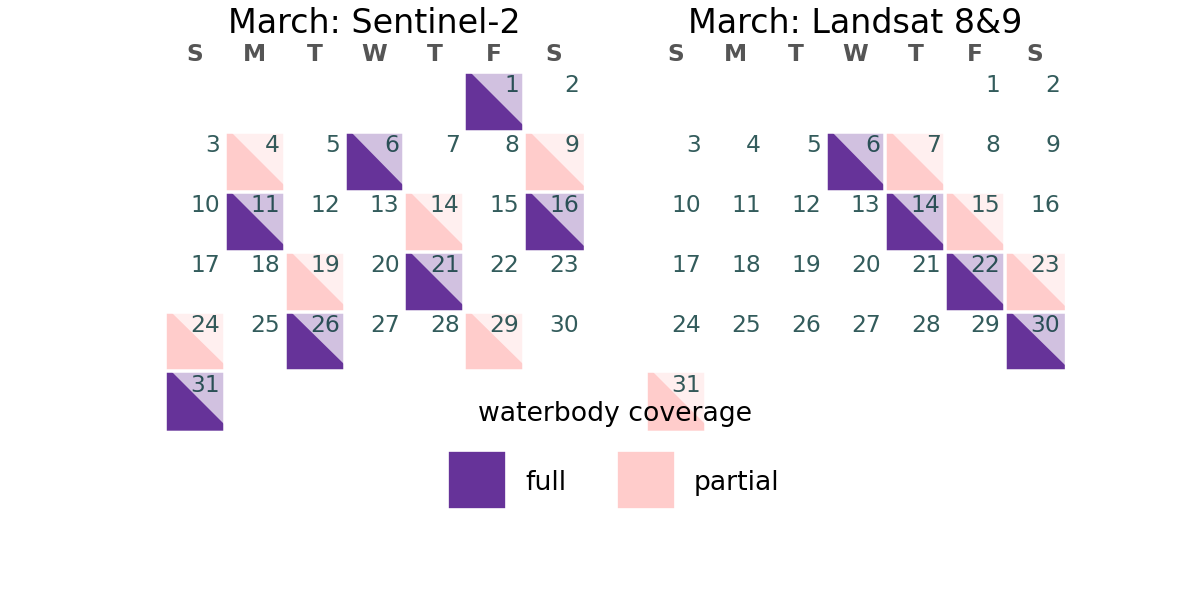 March: Sentinel-2
S M T W T F S
1 2
3 4 5 6 7 8 9
10 11 12 13 14 15 16
17 18 19 20 21 22 23
24 25 26 27 28 29 30
31
March: Landsat 8&9
S M T W T F S
1 2
3 4 5 6 7 8 9
10 11 12 13 14 15 16
17 18 19 20 21 22 23
24 25 26 27 28 29 30
31
waterbody coverage
full partial